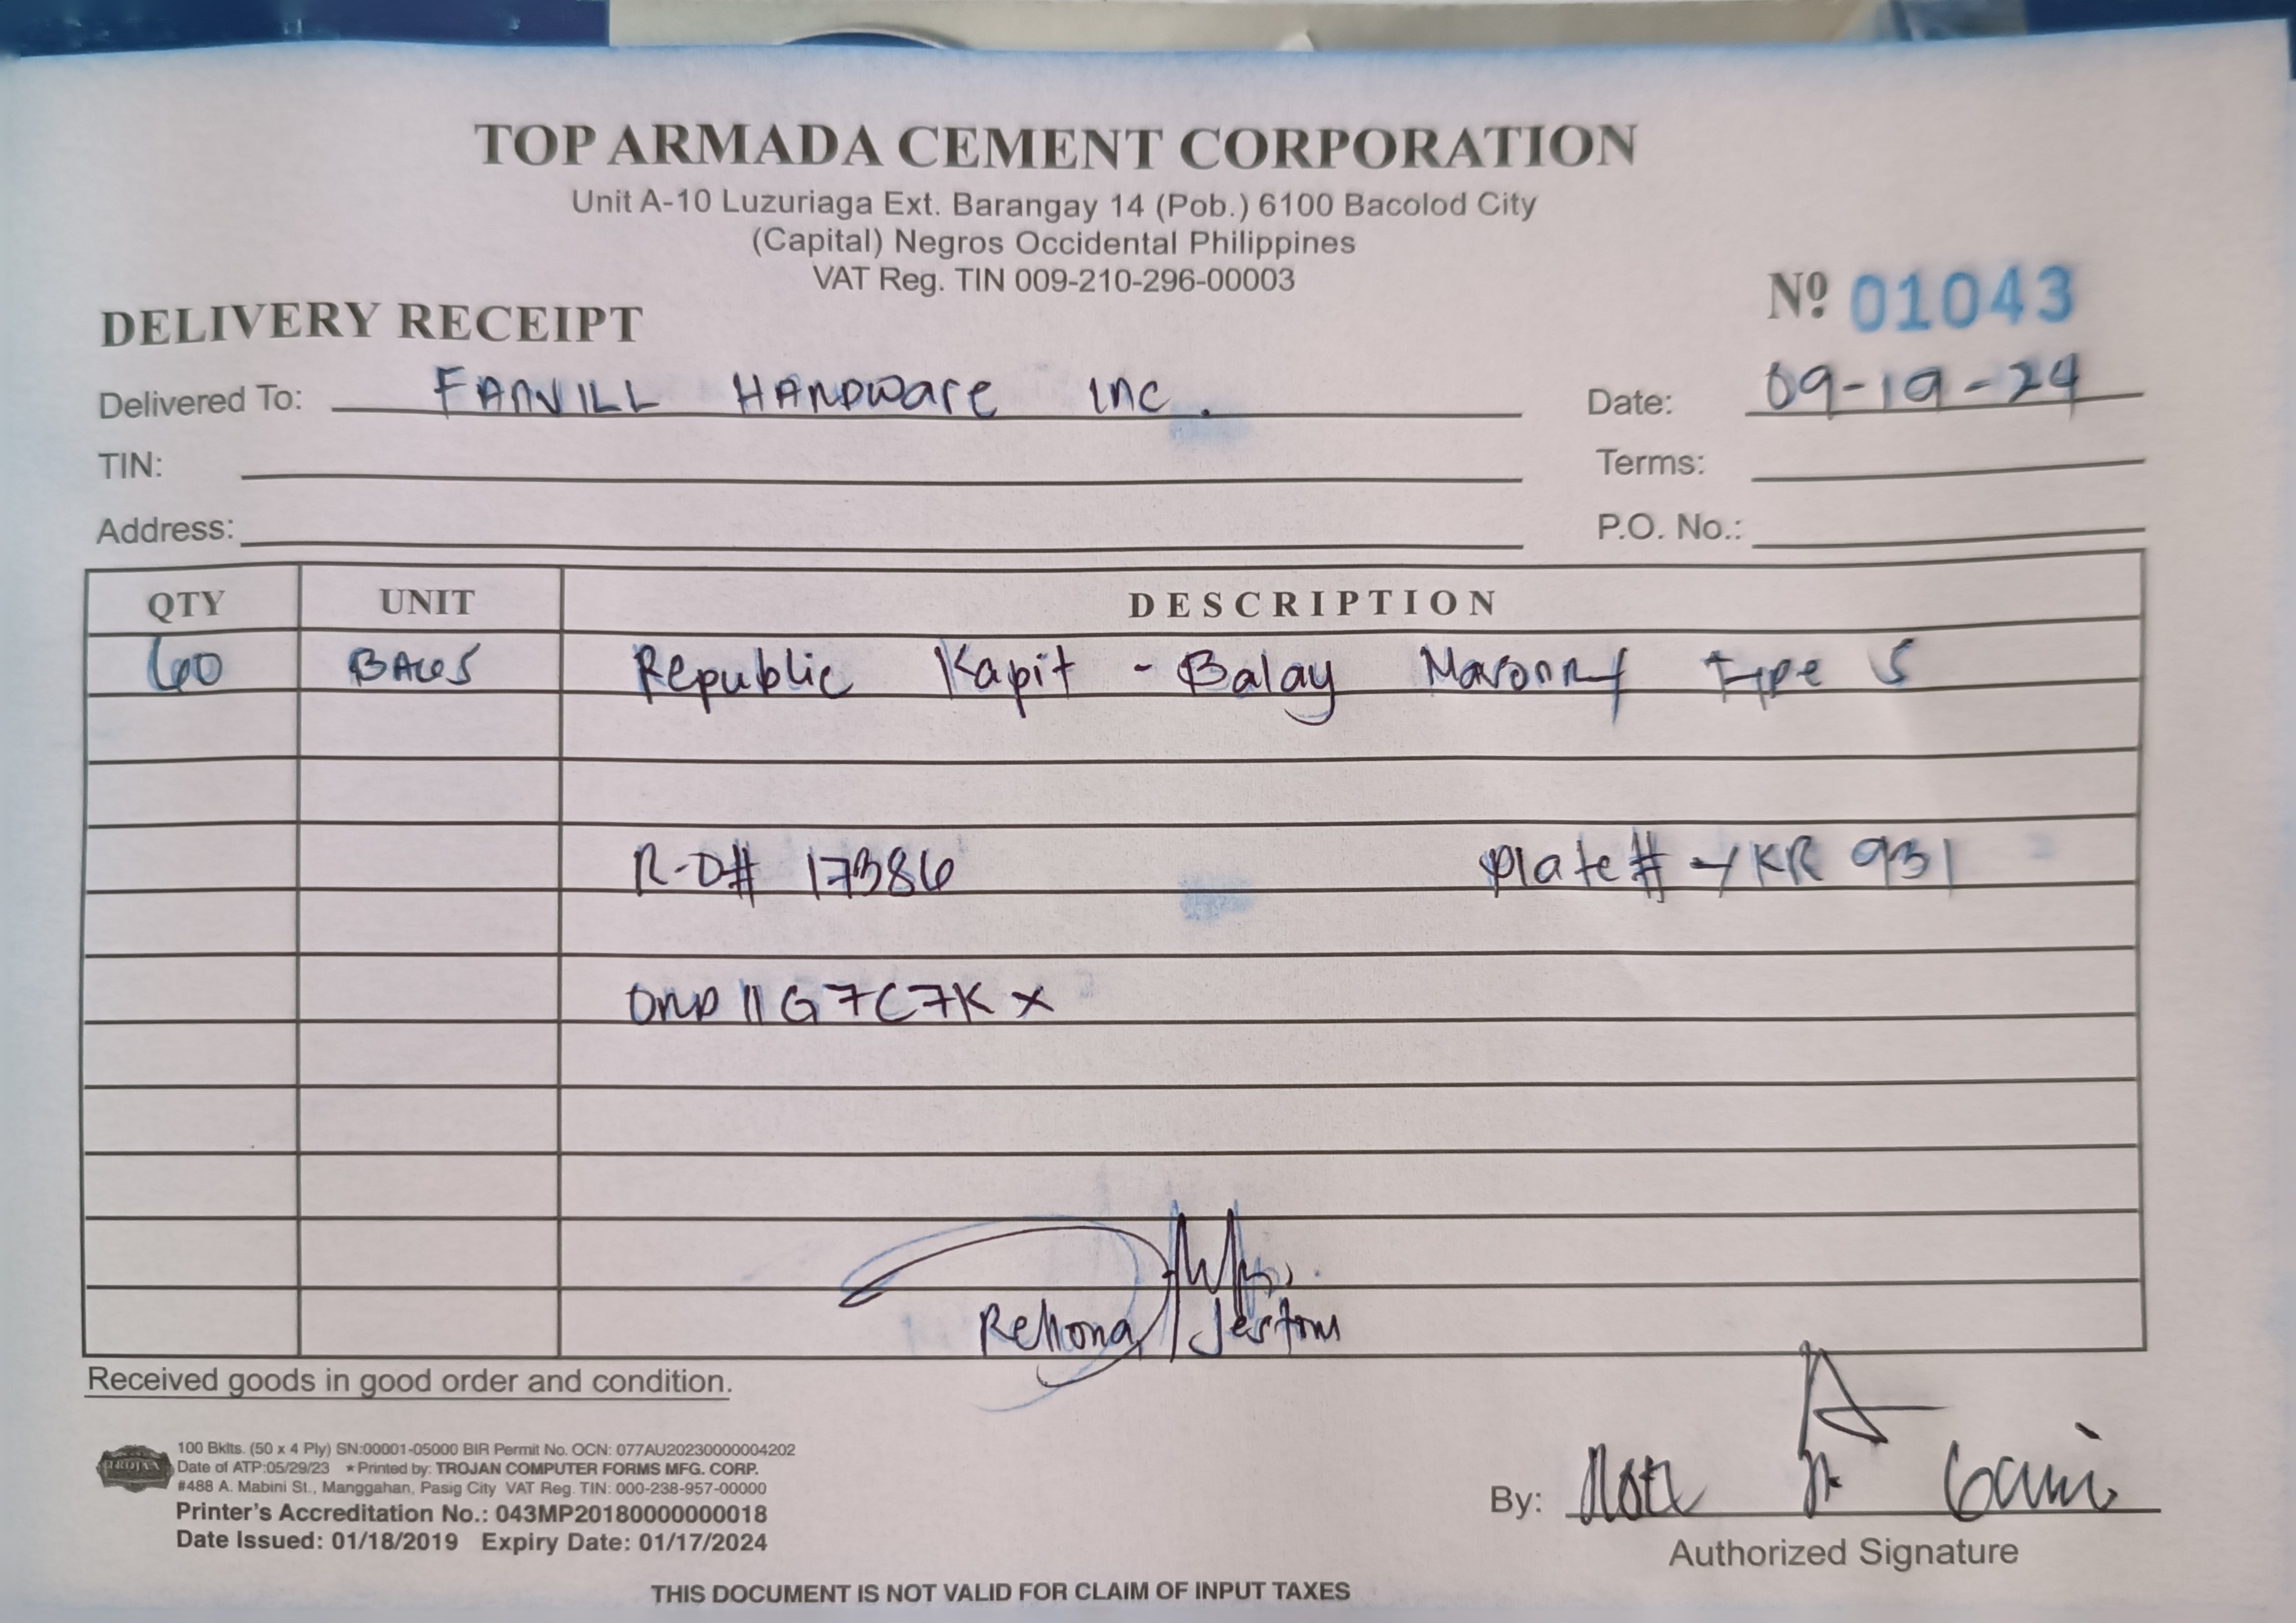 TOP ARMADA CEMENT CORPORATION
Unit A-10 Luzuriaga Ext. Barangay 14 (Pob.) 6100 Bacolod City
(Capital) Negros Occidental Philippines
VAT Reg. TIN 009-210-296-00003
Nº 01043
DELIVERY RECEIPT
Delivered To: FANVILL HARDware inc. Date: 09-19-24
TIN: Terms:
Address: P.O. No.:
QTY UNIT DESCRIPTION
60 BAGS Republic Kapit-Balay Masonry Type S
R-O# 17386 plate# YKR 931
G7C7KX
Jestoni
Received goods in good order and condition.
TROJAN
100 Bklts. (50 x 4 Ply) SN:00001-05000 BIR Permit No. OCN: 077AU20230000004202
Date of ATP:05/29/23 ★Printed by: TROJAN COMPUTER FORMS MFG. CORP.
#488 A. Mabini St., Manggahan, Pasig City VAT Reg. TIN: 000-238-957-00000
Printer's Accreditation No.: 043MP20180000000018
Date Issued: 01/18/2019 Expiry Date: 01/17/2024
By:
Authorized Signature
THIS DOCUMENT IS NOT VALID FOR CLAIM OF INPUT TAXES